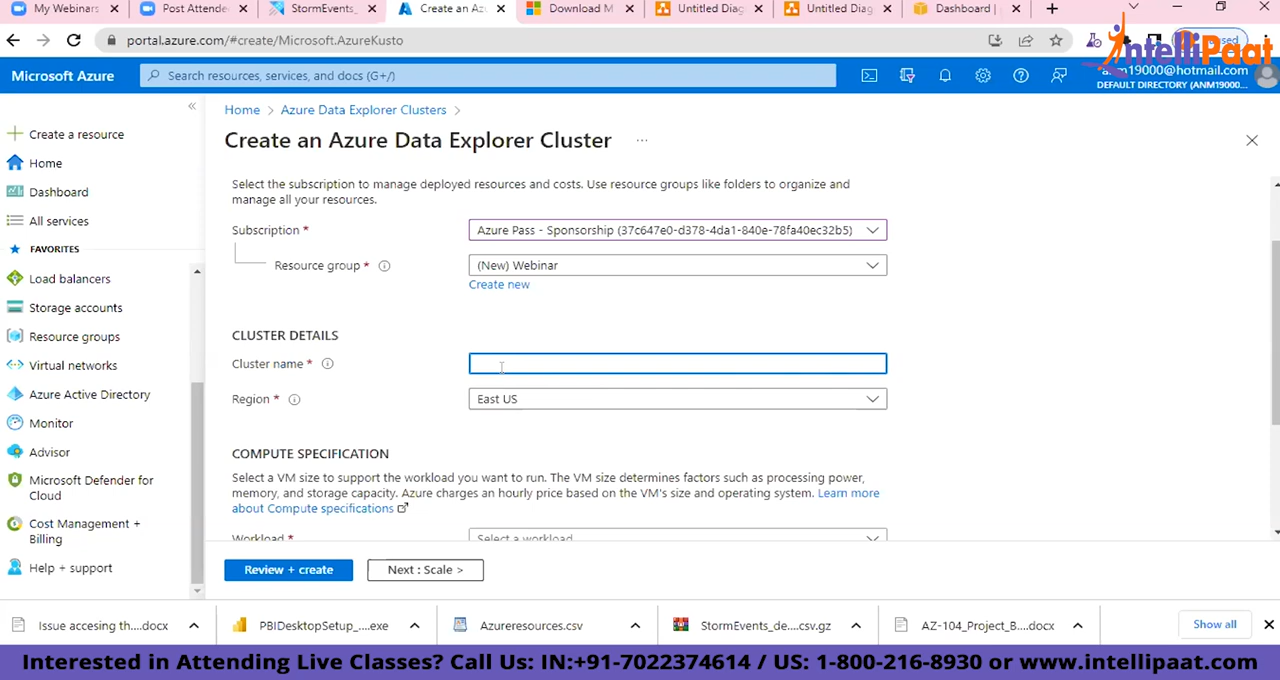 My Webinars
Post Attende
StormEvents_
Create an Az
Download M
Untitled Diag
Untitled Diag
Dashboard |
portal.azure.com/#create/Microsoft.AzureKusto
IntelliPaat
Microsoft Azure
Search resources, services, and docs (G+/)
anm19000@hotmail.com
DEFAULT DIRECTORY (ANM19000...
Home > Azure Data Explorer Clusters >
Create an Azure Data Explorer Cluster ...
Create a resource
Home
Dashboard
All services
FAVORITES
Load balancers
Storage accounts
Resource groups
Virtual networks
Azure Active Directory
Monitor
Advisor
Microsoft Defender for
Cloud
Cost Management +
Billing
Help + support
Select the subscription to manage deployed resources and costs. Use resource groups like folders to organize and
manage all your resources.
Subscription *
Azure Pass - Sponsorship (37c647e0-d378-4da1-840e-78fa40ec32b5)
Resource group *
(New) Webinar
Create new
CLUSTER DETAILS
Cluster name *
Region *
East US
COMPUTE SPECIFICATION
Select a VM size to support the workload you want to run. The VM size determines factors such as processing power,
memory, and storage capacity. Azure charges an hourly price based on the VM's size and operating system. Learn more
about Compute specifications
Workload *
Select a workload
Review + create
Next : Scale >
Issue accesing th....docx
PBIDesktopSetup_....exe
Azureresources.csv
StormEvents_de....csv.gz
AZ-104_Project_B....docx
Show all
Interested in Attending Live Classes? Call Us: IN:+91-7022374614 / US: 1-800-216-8930 or www.intellipaat.com